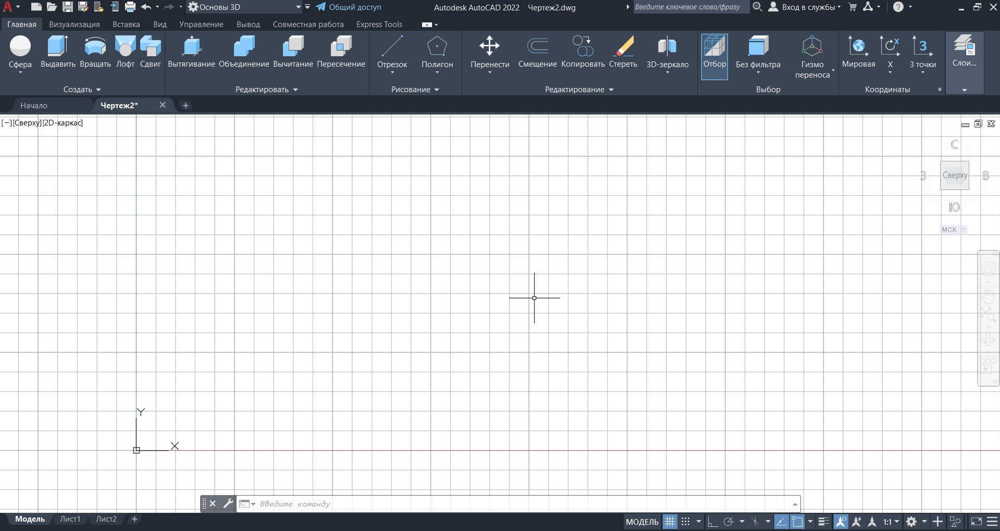 Основы 3D
Общий доступ
Autodesk AutoCAD 2022 Чертеж2.dwg
Введите ключевое слово/фразу
Вход в службы
Главная Визуализация Вставка Вид Управление Вывод Совместная работа Express Tools
Сфера Выдавить Вращать Лофт Сдвиг Вытягивание Объединение Вычитание Пересечение Отрезок Полигон Перенести Смещение Копировать Стереть 3D-зеркало Отбор Без фильтра Гизмо переноса Мировая X 3 точки Слои...
Создать Редактировать Рисование Редактирование Выбор Координаты
Начало Чертеж2*
[−][Сверху][2D-каркас]
С
З Сверху В
Ю
МСК
Y
X
Введите команду
Модель Лист1 Лист2
МОДЕЛЬ 1:1